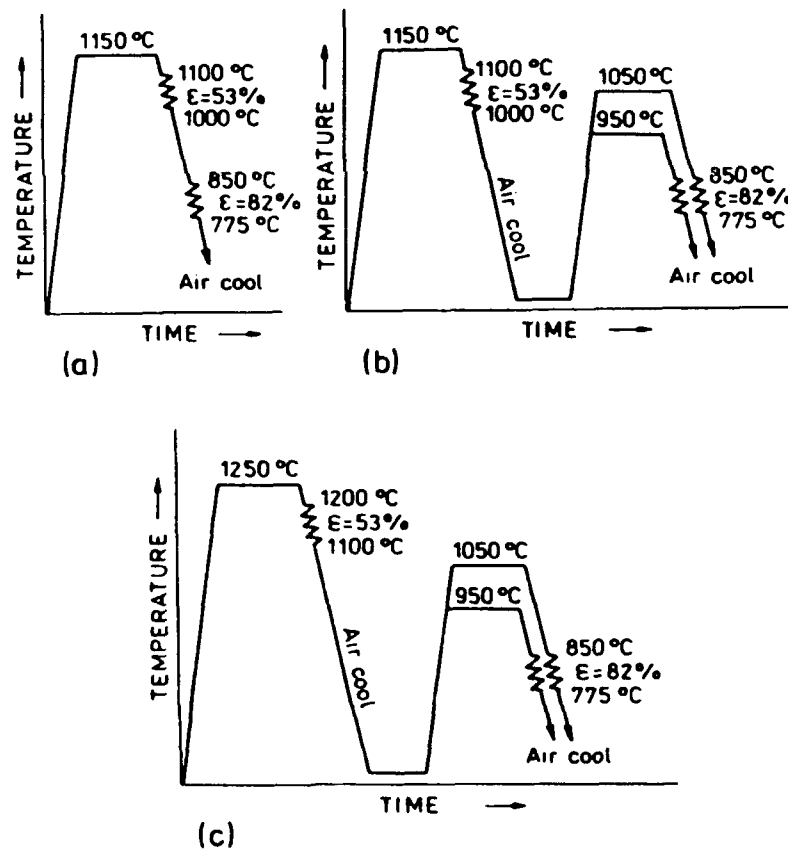 1150 °C
1100 °C
ε=53%
1000 °C
850 °C
ε=82%
775 °C
Air cool
TEMPERATURE
TIME
(a)
1150 °C
1100 °C
ε=53%
1000 °C
Air cool
1050 °C
950 °C
850 °C
ε=82%
775 °C
Air cool
TEMPERATURE
TIME
(b)
1250 °C
1200 °C
ε=53%
1100 °C
Air cool
1050 °C
950 °C
850 °C
ε=82%
775 °C
Air cool
TEMPERATURE
TIME
(c)